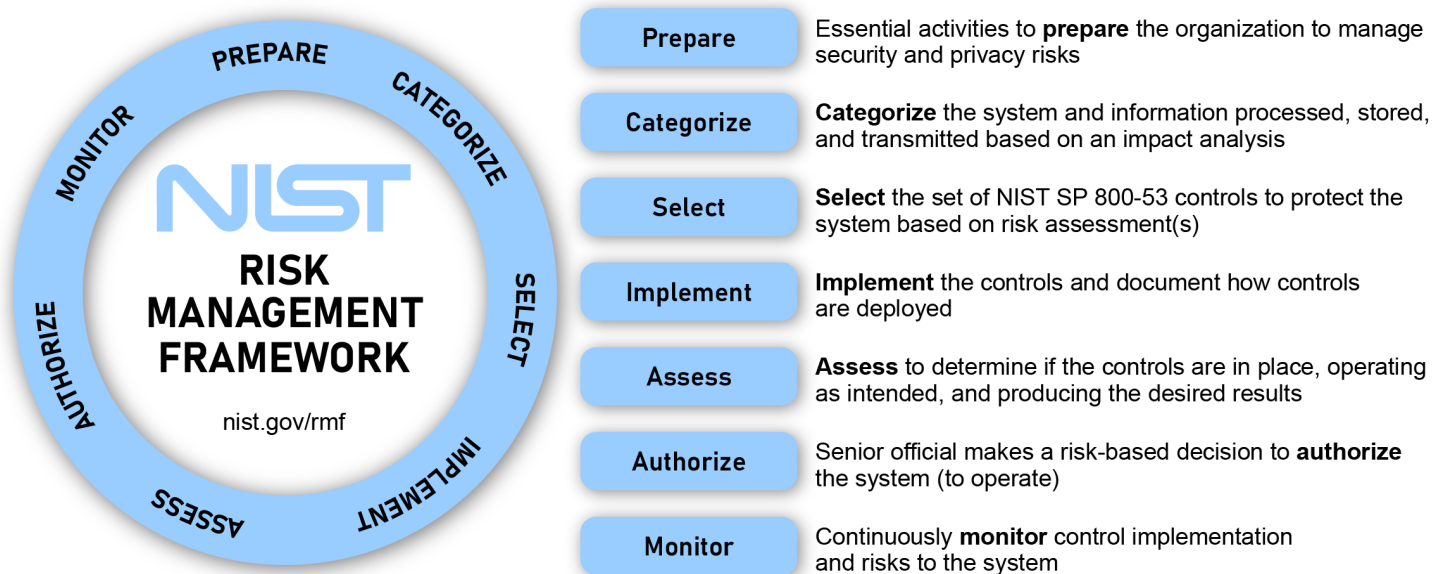 PREPARE
CATEGORIZE
SELECT
IMPLEMENT
ASSESS
AUTHORIZE
MONITOR
NIST
RISK
MANAGEMENT
FRAMEWORK
nist.gov/rmf
Prepare
Essential activities to prepare the organization to manage
security and privacy risks
Categorize
Categorize the system and information processed, stored,
and transmitted based on an impact analysis
Select
Select the set of NIST SP 800-53 controls to protect the
system based on risk assessment(s)
Implement
Implement the controls and document how controls
are deployed
Assess
Assess to determine if the controls are in place, operating
as intended, and producing the desired results
Authorize
Senior official makes a risk-based decision to authorize
the system (to operate)
Monitor
Continuously monitor control implementation
and risks to the system